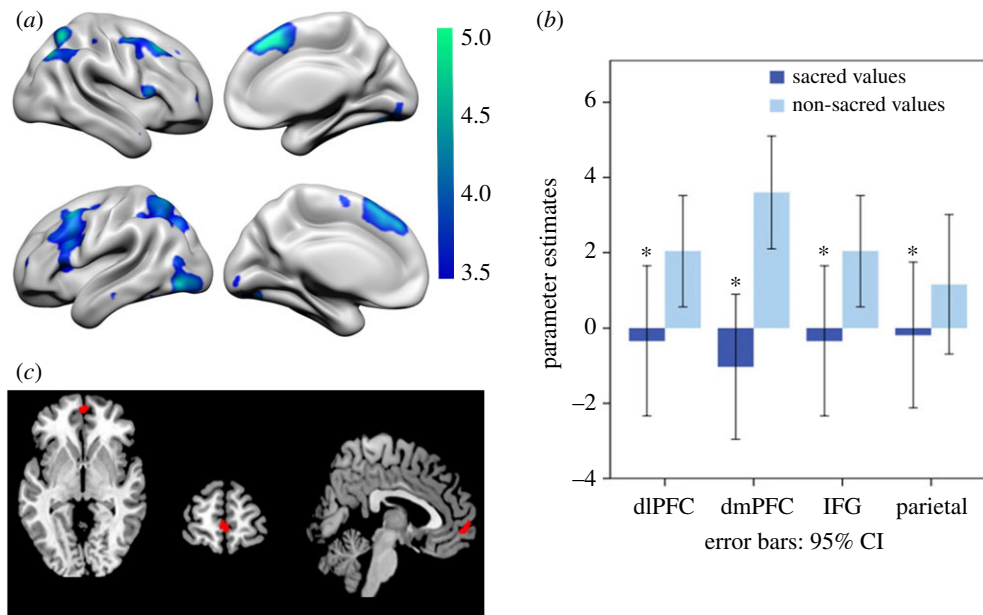 (a)
5.0
4.5
4.0
3.5
(b)
sacred values
non-sacred values
parameter estimates
6
4
2
0
−2
−4
*
*
*
*
dlPFC
dmPFC
IFG
parietal
error bars: 95% CI
(c)